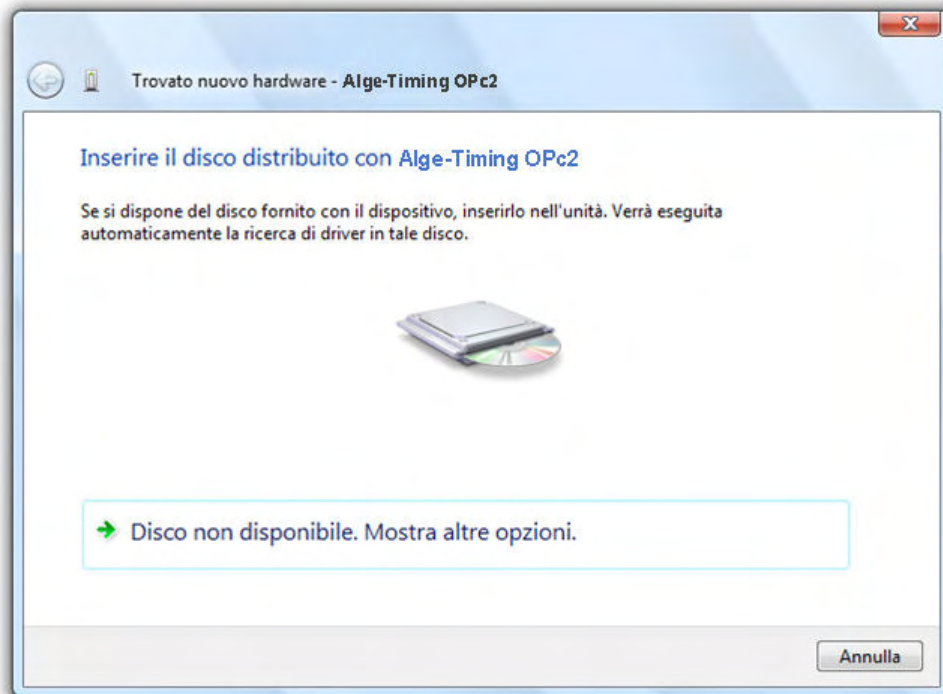 Trovato nuovo hardware - Alge-Timing OPc2
Inserire il disco distribuito con Alge-Timing OPc2
Se si dispone del disco fornito con il dispositivo, inserirlo nell'unità. Verrà eseguita
automaticamente la ricerca di driver in tale disco.
Disco non disponibile. Mostra altre opzioni.
Annulla